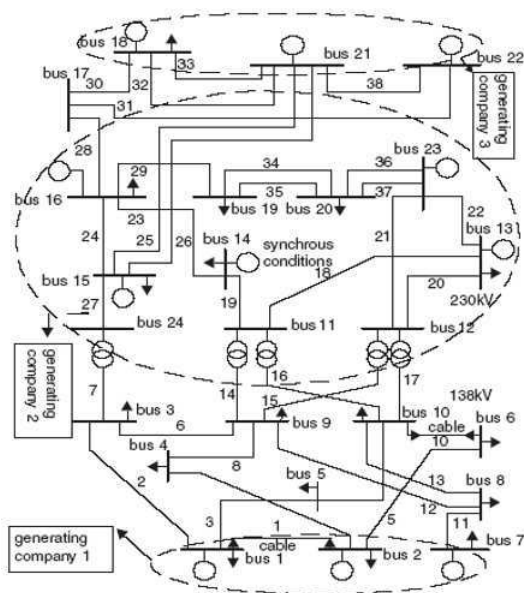 bus 18
33
bus 21
bus 22
bus 17
30
32
31
38
generating
company 3
28
29
34
36
bus 23
bus 16
35
37
bus 19
bus 20
23
22
24
25
26
bus 14
bus 13
synchrous
conditions
21
bus 15
18
27
19
20
230kV
bus 24
bus 11
bus 12
generating
company 2
16
17
7
14
15
138kV
bus 3
bus 9
bus 10
bus 6
6
cable
bus 4
10
8
bus 5
13
bus 8
2
12
3
1
5
11
generating
company 1
cable
bus 1
bus 2
bus 7